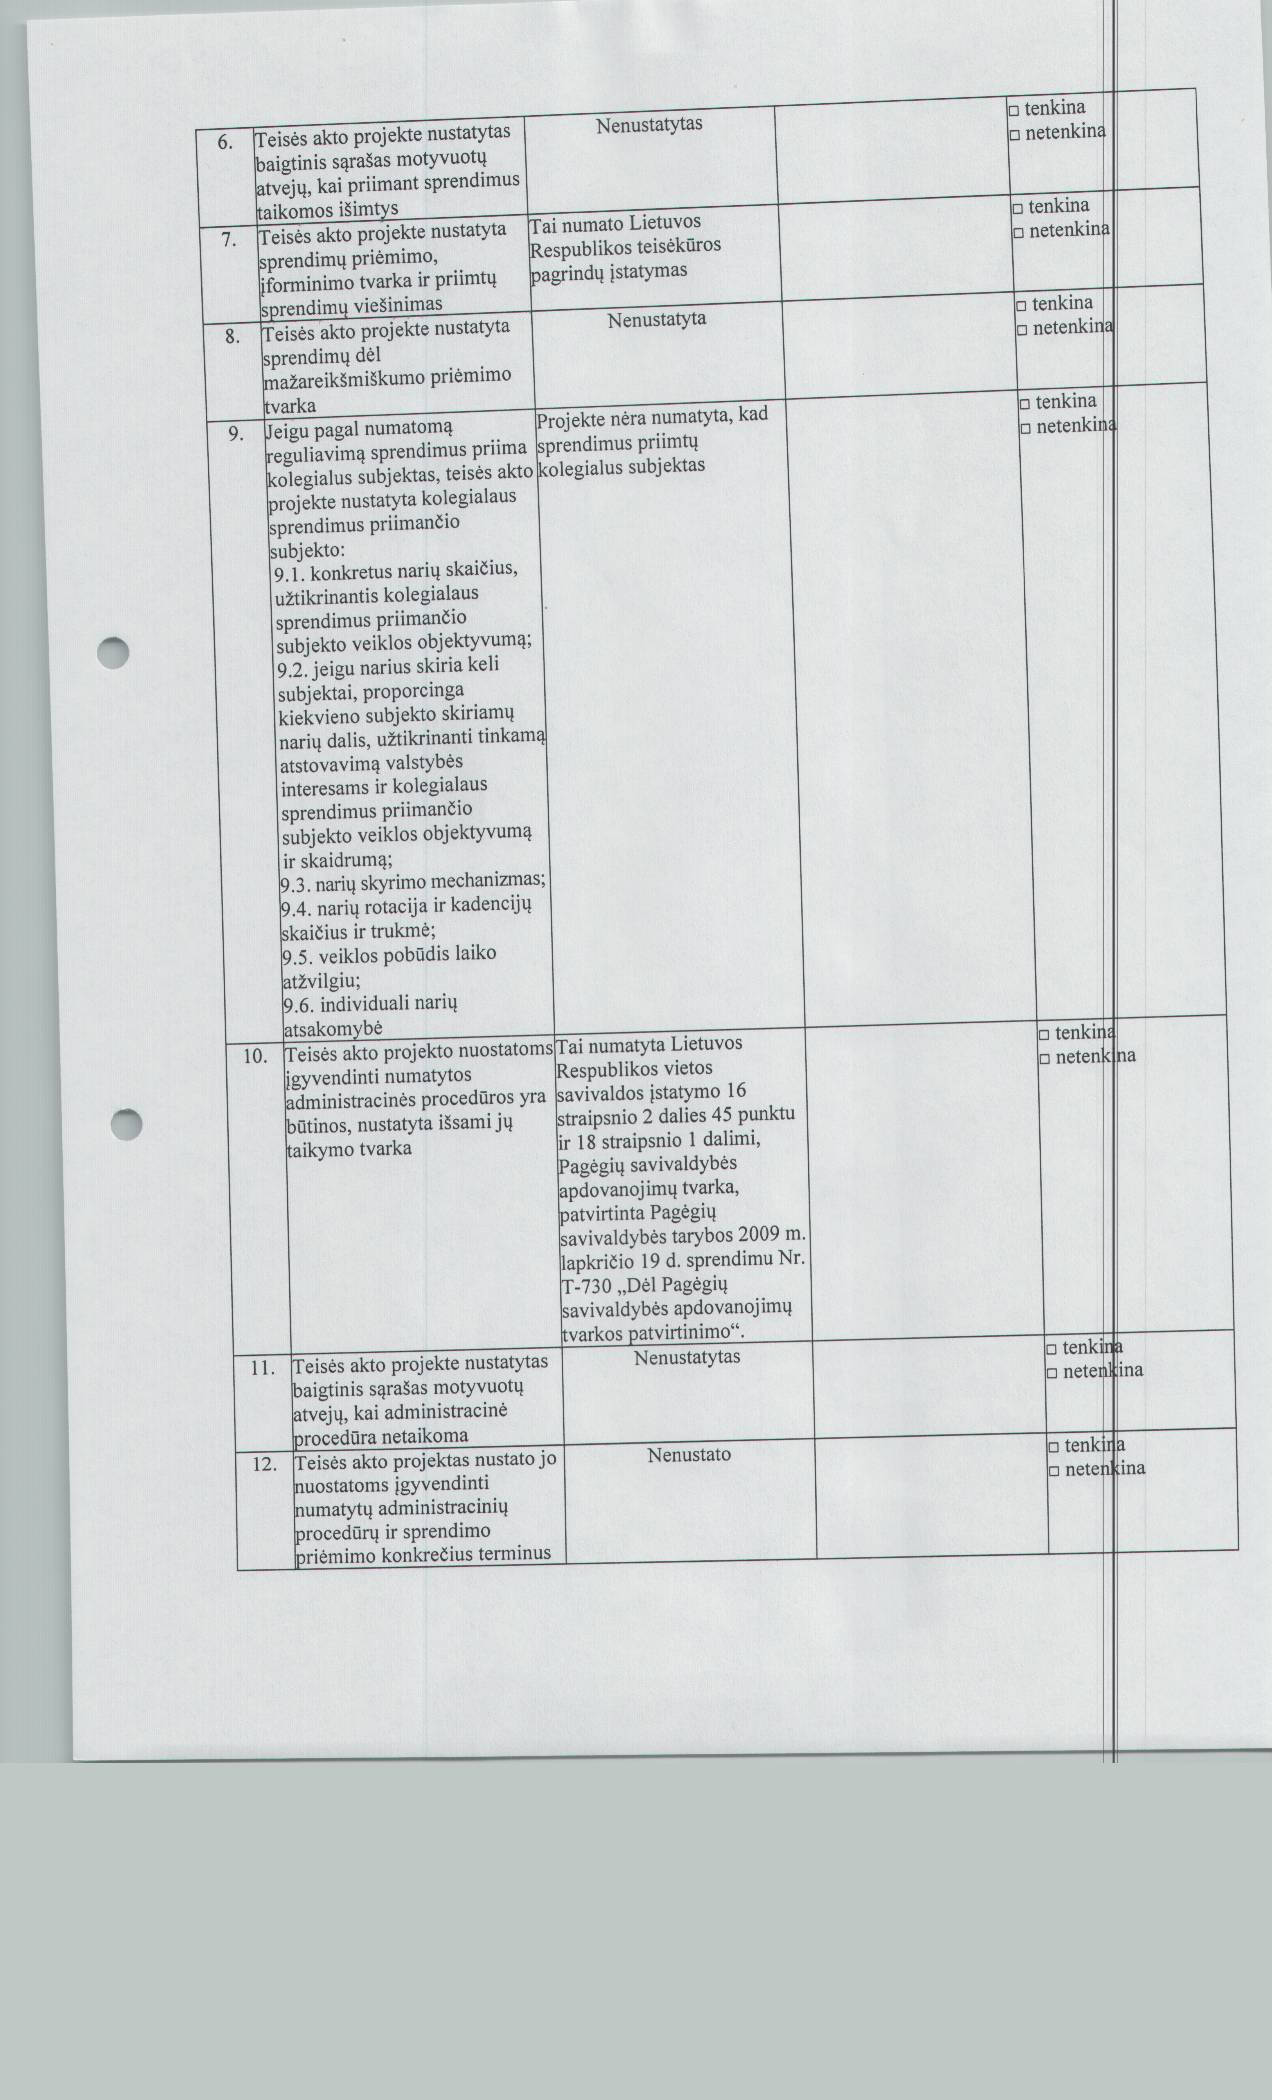 6. Teisės akto projekte nustatytas
baigtinis sąrašas motyvuotų
atvejų, kai priimant sprendimus
taikomos išimtys
Nenustatytas
□ tenkina
□ netenkina
7. Teisės akto projekte nustatyta
sprendimų priėmimo,
įforminimo tvarka ir priimtų
sprendimų viešinimas
Tai numato Lietuvos
Respublikos teisėkūros
pagrindų įstatymas
□ tenkina
□ netenkina
8. Teisės akto projekte nustatyta
sprendimų dėl
mažareikšmiškumo priėmimo
tvarka
Nenustatyta
□ tenkina
□ netenkina
9. Jeigu pagal numatomą
reguliavimą sprendimus priima
kolegialus subjektas, teisės akto
projekte nustatyta kolegialaus
sprendimus priimančio
subjekto:
9.1. konkretus narių skaičius,
užtikrinantis kolegialaus
sprendimus priimančio
subjekto veiklos objektyvumą;
9.2. jeigu narius skiria keli
subjektai, proporcinga
kiekvieno subjekto skiriamų
narių dalis, užtikrinanti tinkamą
atstovavimą valstybės
interesams ir kolegialaus
sprendimus priimančio
subjekto veiklos objektyvumą
ir skaidrumą;
9.3. narių skyrimo mechanizmas;
9.4. narių rotacija ir kadencijų
skaičius ir trukmė;
9.5. veiklos pobūdis laiko
atžvilgiu;
9.6. individuali narių
atsakomybė
Projekte nėra numatyta, kad
sprendimus priimtų
kolegialus subjektas
□ tenkina
□ netenkina
10. Teisės akto projekto nuostatoms
įgyvendinti numatytos
administracinės procedūros yra
būtinos, nustatyta išsami jų
taikymo tvarka
Tai numatyta Lietuvos
Respublikos vietos
savivaldos įstatymo 16
straipsnio 2 dalies 45 punktu
ir 18 straipsnio 1 dalimi,
Pagėgių savivaldybės
apdovanojimų tvarka,
patvirtinta Pagėgių
savivaldybės tarybos 2009 m.
lapkričio 19 d. sprendimu Nr.
T-730 „Dėl Pagėgių
savivaldybės apdovanojimų
tvarkos patvirtinimo“.
□ tenkina
□ netenkina
11. Teisės akto projekte nustatytas
baigtinis sąrašas motyvuotų
atvejų, kai administracinė
procedūra netaikoma
Nenustatytas
□ tenkina
□ netenkina
12. Teisės akto projektas nustato jo
nuostatoms įgyvendinti
numatytų administracinių
procedūrų ir sprendimo
priėmimo konkrečius terminus
Nenustato
□ tenkina
□ netenkina